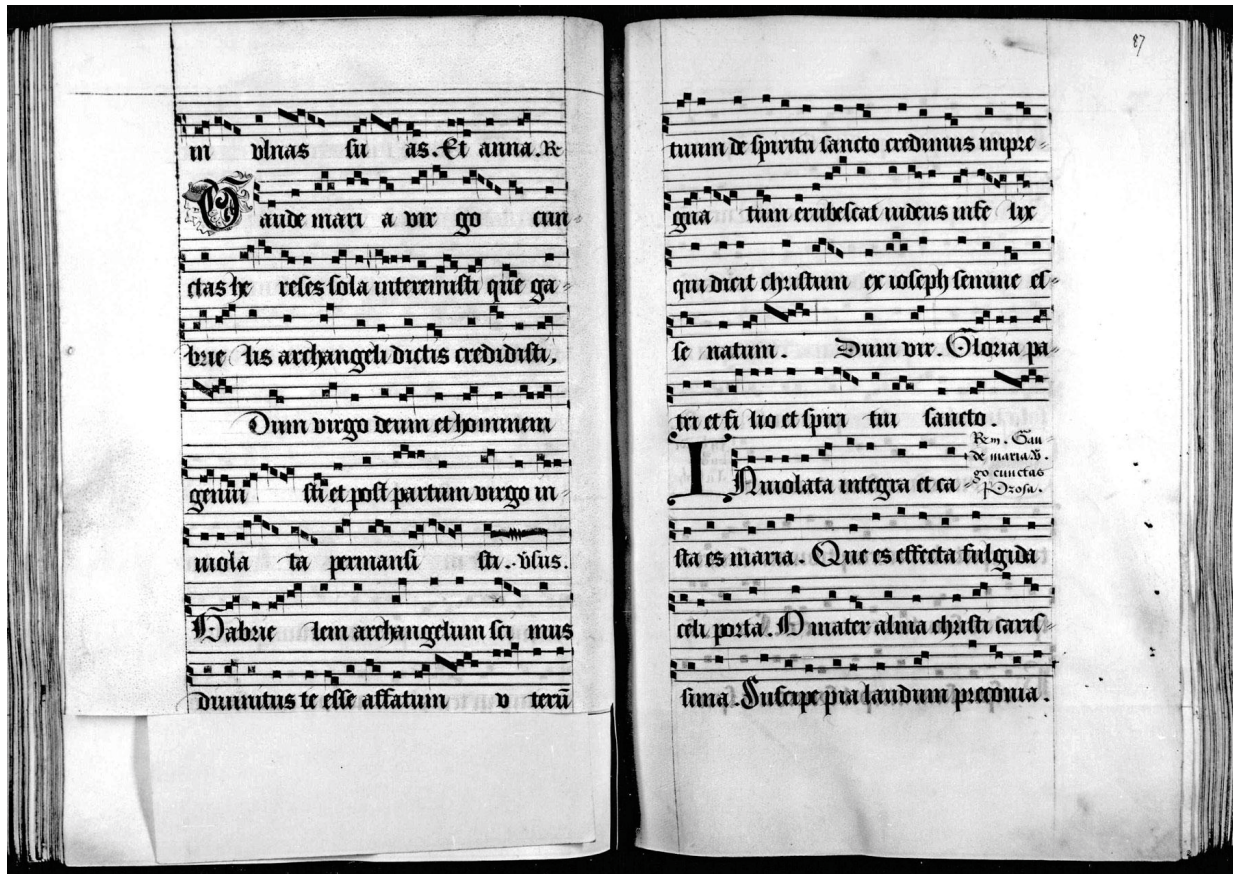 in vlnas su as. Et anna. R
Gaude mari a vir go cun
ctas he reses sola interemisti que ga-
brie lis archangeli dictis credidisti.
Dum virgo deum et hominem
genui sti et post partum virgo in-
uiola ta permansi sti. vsus.
Gabrie lem archangelum sci mus
diuinitus te esse affatum v terū
87
tuum de spiritu sancto credimus impre-
gna tum erubescat iudeus infe lix
qui dicit christum ex ioseph semine es-
se natum. Dum vir. Gloria pa-
tri et fi lio et spiri tui sancto.
Rm. Gau-
de maria. v.
go cunctas
Prosa.
Inuiolata integra et ca-
sta es maria. Que es effecta fulgida
celi porta. O mater alma christi caris-
sima. Suscipe pia laudum preconia.